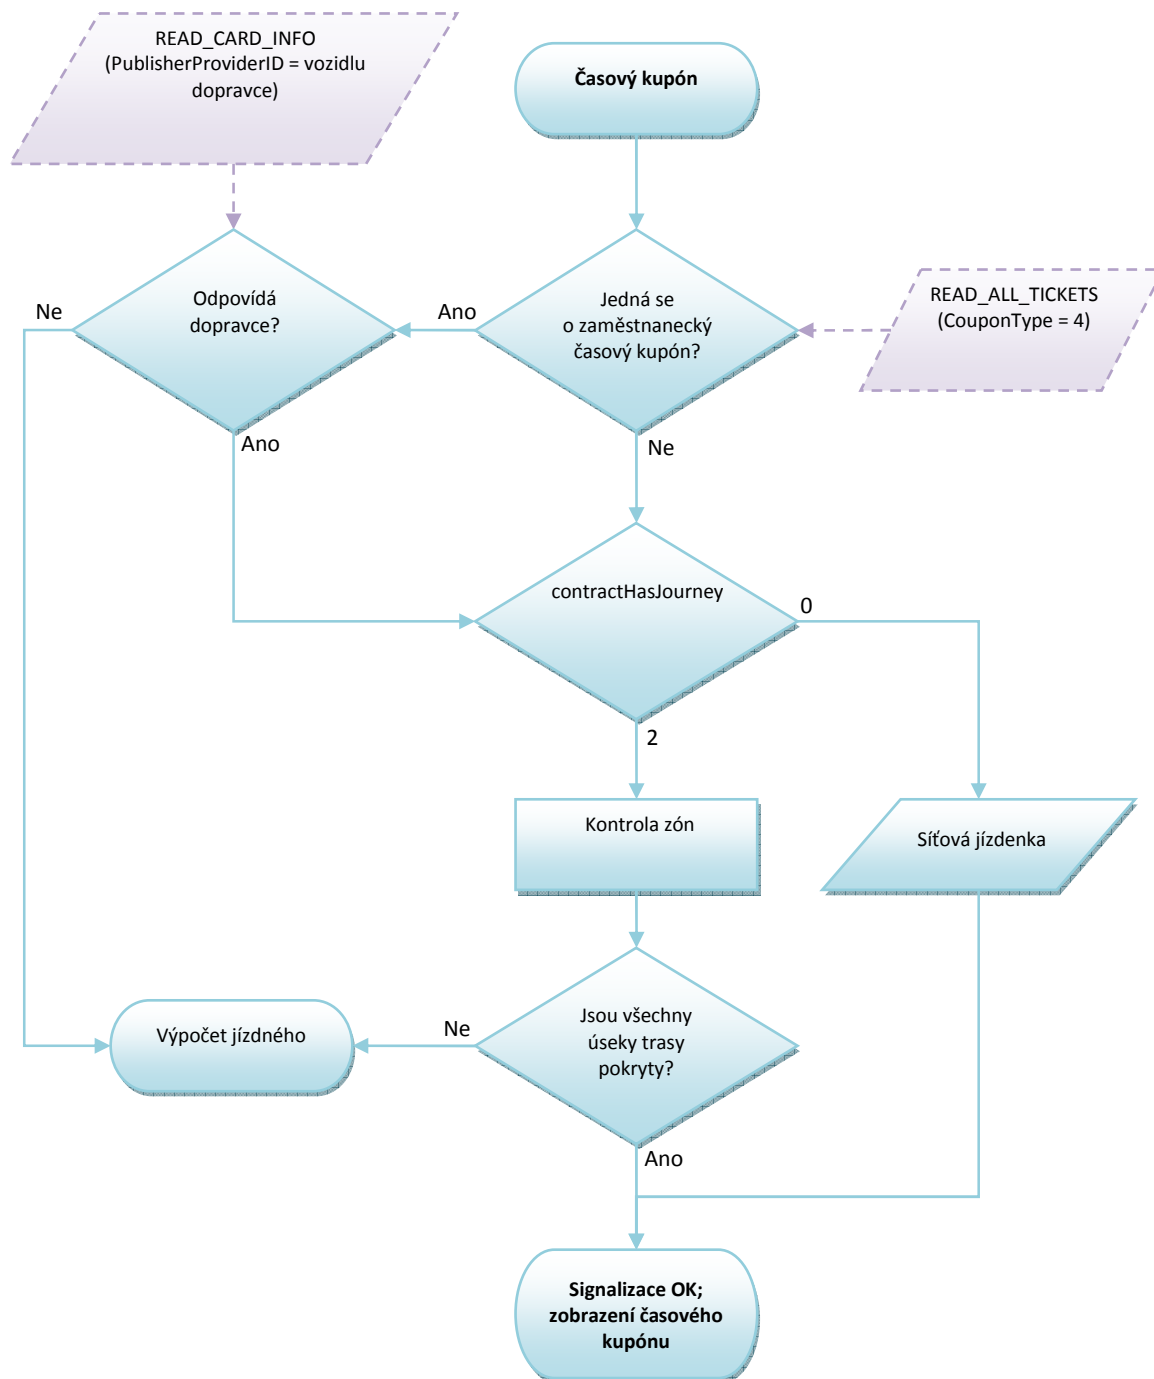 READ_CARD_INFO
(PublisherProviderID = vozidlu
dopravce)
Časový kupón
Ne
Odpovídá
dopravce?
Ano
Jedná se
o zaměstnanecký
časový kupón?
READ_ALL_TICKETS
(CouponType = 4)
Ano
Ne
contractHasJourney
0
2
Kontrola zón
Síťová jízdenka
Výpočet jízdného
Ne
Jsou všechny
úseky trasy
pokryty?
Ano
Signalizace OK;
zobrazení časového
kupónu